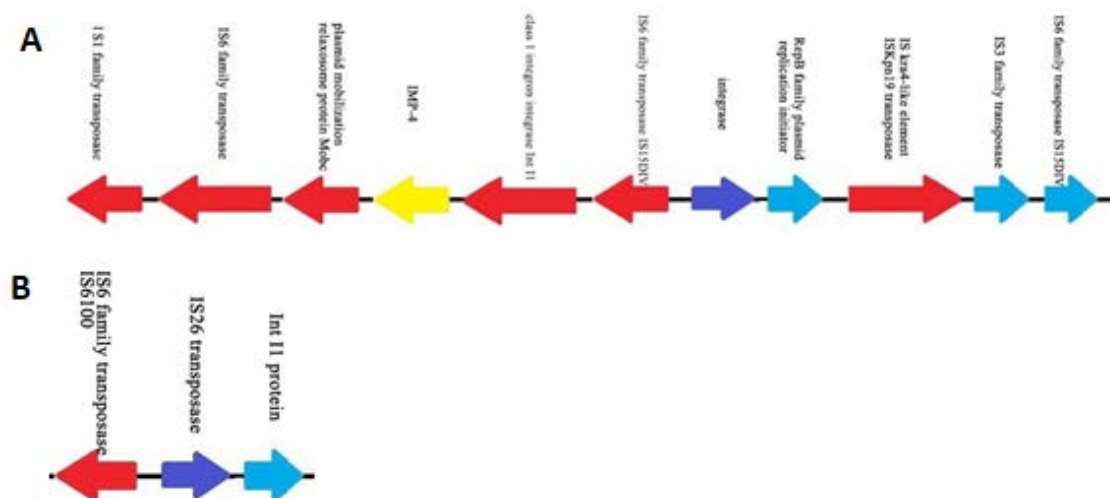 A
IS1 family transposase
IS6 family transposase
plasmid mobilization
relaxosome protein Mobc
IMP-4
class 1 integron integrase Int I1
IS6 family transposase IS15DIV
integrase
RepB family plasmid
replication initiator
IS kra4-like element
ISKpn19 transposase
IS3 family transposase
IS6 family transposase IS15DIV
B
IS6 family transposase
IS6100
IS26 transposase
Int I1 protein